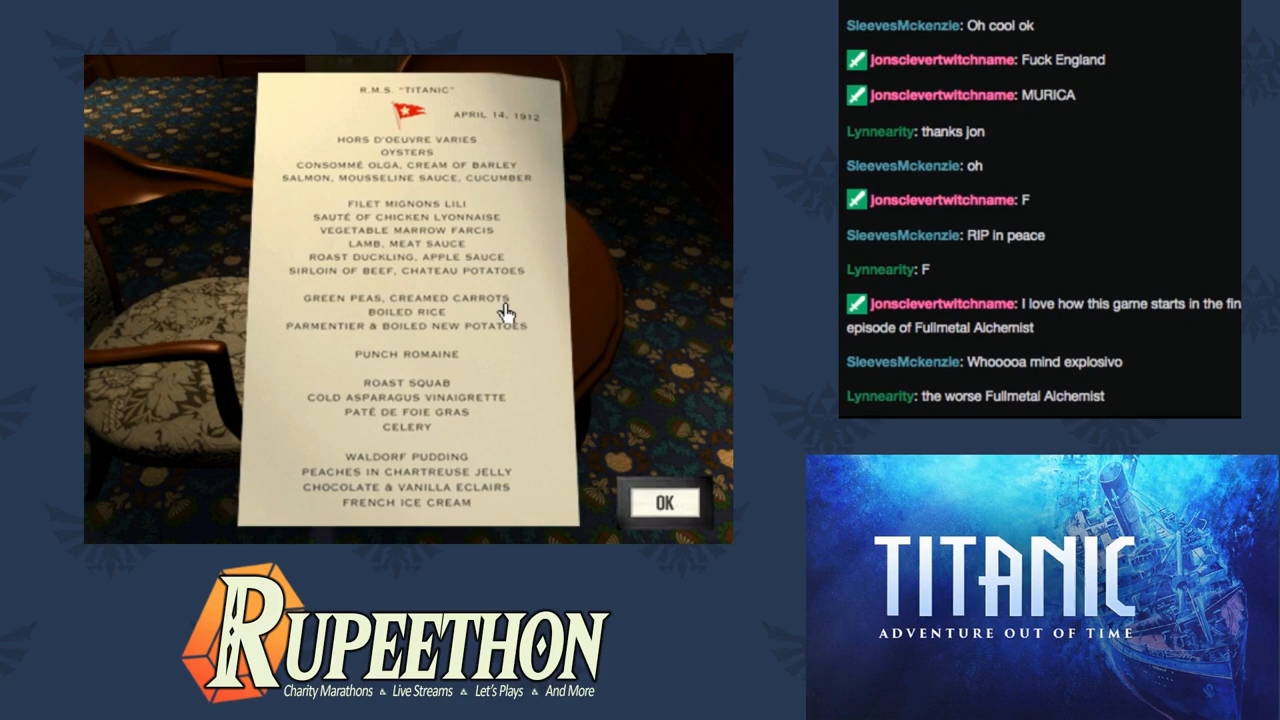 R.M.S. "TITANIC"
APRIL 14, 1912
HORS D'OEUVRE VARIES
OYSTERS
CONSOMMÉ OLGA, CREAM OF BARLEY
SALMON, MOUSSELINE SAUCE, CUCUMBER
FILET MIGNONS LILI
SAUTÉ OF CHICKEN LYONNAISE
VEGETABLE MARROW FARCIS
LAMB, MEAT SAUCE
ROAST DUCKLING, APPLE SAUCE
SIRLOIN OF BEEF, CHATEAU POTATOES
GREEN PEAS, CREAMED CARROTS
BOILED RICE
PARMENTIER & BOILED NEW POTATOES
PUNCH ROMAINE
ROAST SQUAB
COLD ASPARAGUS VINAIGRETTE
PATÉ DE FOIE GRAS
CELERY
WALDORF PUDDING
PEACHES IN CHARTREUSE JELLY
CHOCOLATE & VANILLA ECLAIRS
FRENCH ICE CREAM
OK
SleevesMckenzie: Oh cool ok
jonsclevertwitchname: Fuck England
jonsclevertwitchname: MURICA
Lynnearity: thanks jon
SleevesMckenzie: oh
jonsclevertwitchname: F
SleevesMckenzie: RIP in peace
Lynnearity: F
jonsclevertwitchname: I love how this game starts in the fin
episode of Fullmetal Alchemist
SleevesMckenzie: Whooooa mind explosivo
Lynnearity: the worse Fullmetal Alchemist
RUPEETHON
Charity Marathons Live Streams Let's Plays And More
TITANIC
ADVENTURE OUT OF TIME